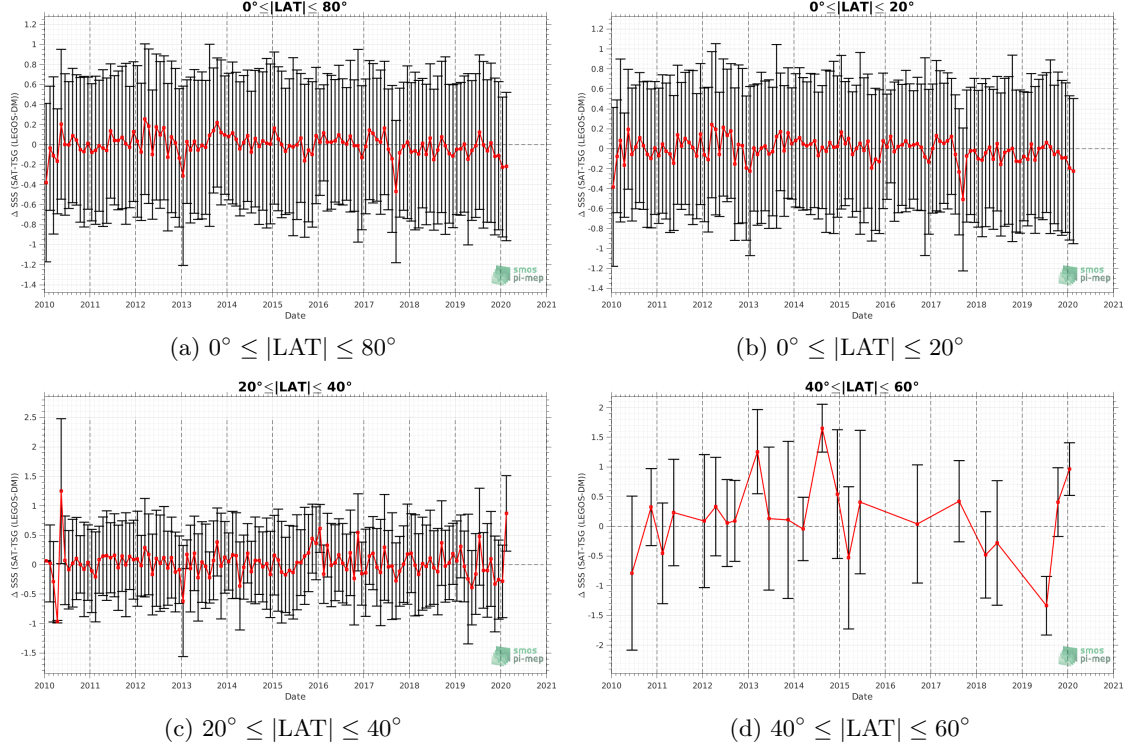 0°≤|LAT|≤ 80°
Δ SSS (SAT-TSG (LEGOS-DMI))
1.2
1
0.8
0.6
0.4
0.2
0
-0.2
-0.4
-0.6
-0.8
-1
-1.2
-1.4
2010 2011 2012 2013 2014 2015 2016 2017 2018 2019 2020 2021
Date
smos
pi-mep
(a) 0° ≤ |LAT| ≤ 80°
0°≤|LAT|≤ 20°
Δ SSS (SAT-TSG (LEGOS-DMI))
1.2
1
0.8
0.6
0.4
0.2
0
-0.2
-0.4
-0.6
-0.8
-1
-1.2
-1.4
2010 2011 2012 2013 2014 2015 2016 2017 2018 2019 2020 2021
Date
smos
pi-mep
(b) 0° ≤ |LAT| ≤ 20°
20°≤|LAT|≤ 40°
Δ SSS (SAT-TSG (LEGOS-DMI))
2.5
2
1.5
1
0.5
0
-0.5
-1
-1.5
2010 2011 2012 2013 2014 2015 2016 2017 2018 2019 2020 2021
Date
smos
pi-mep
(c) 20° ≤ |LAT| ≤ 40°
40°≤|LAT|≤ 60°
Δ SSS (SAT-TSG (LEGOS-DMI))
2
1.5
1
0.5
0
-0.5
-1
-1.5
-2
2010 2011 2012 2013 2014 2015 2016 2017 2018 2019 2020 2021
Date
smos
pi-mep
(d) 40° ≤ |LAT| ≤ 60°